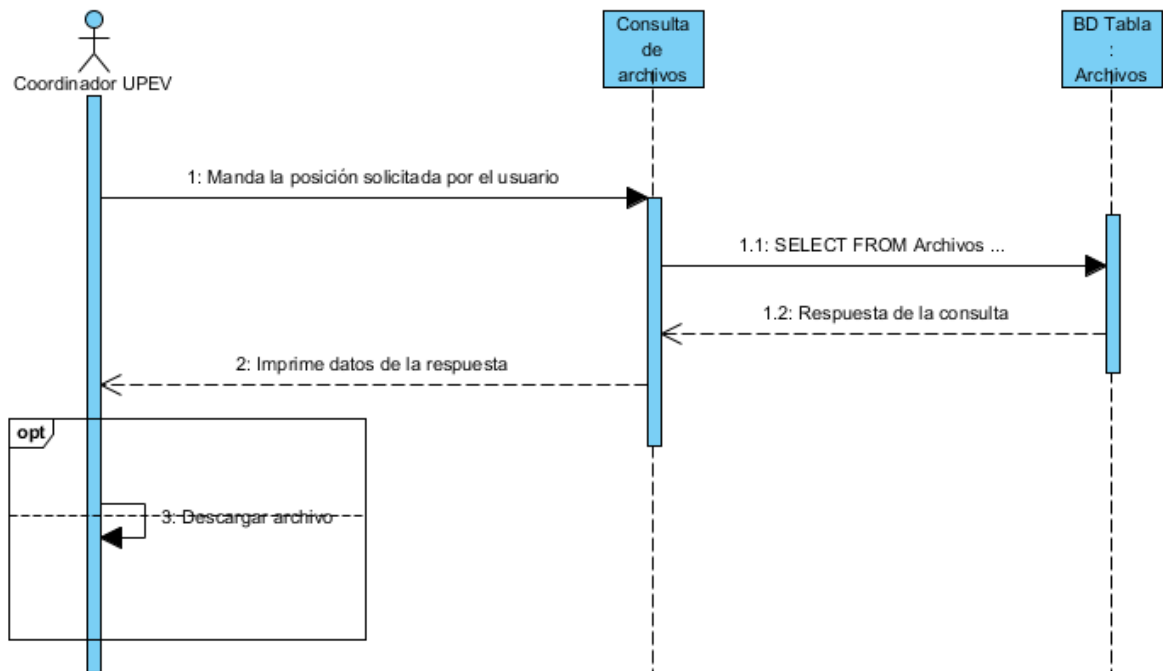 Coordinador UPEV
Consulta
de
archivos
BD Tabla
:
Archivos
1: Manda la posición solicitada por el usuario
1.1: SELECT FROM Archivos ...
1.2: Respuesta de la consulta
2: Imprime datos de la respuesta
opt
3: Descargar archivo